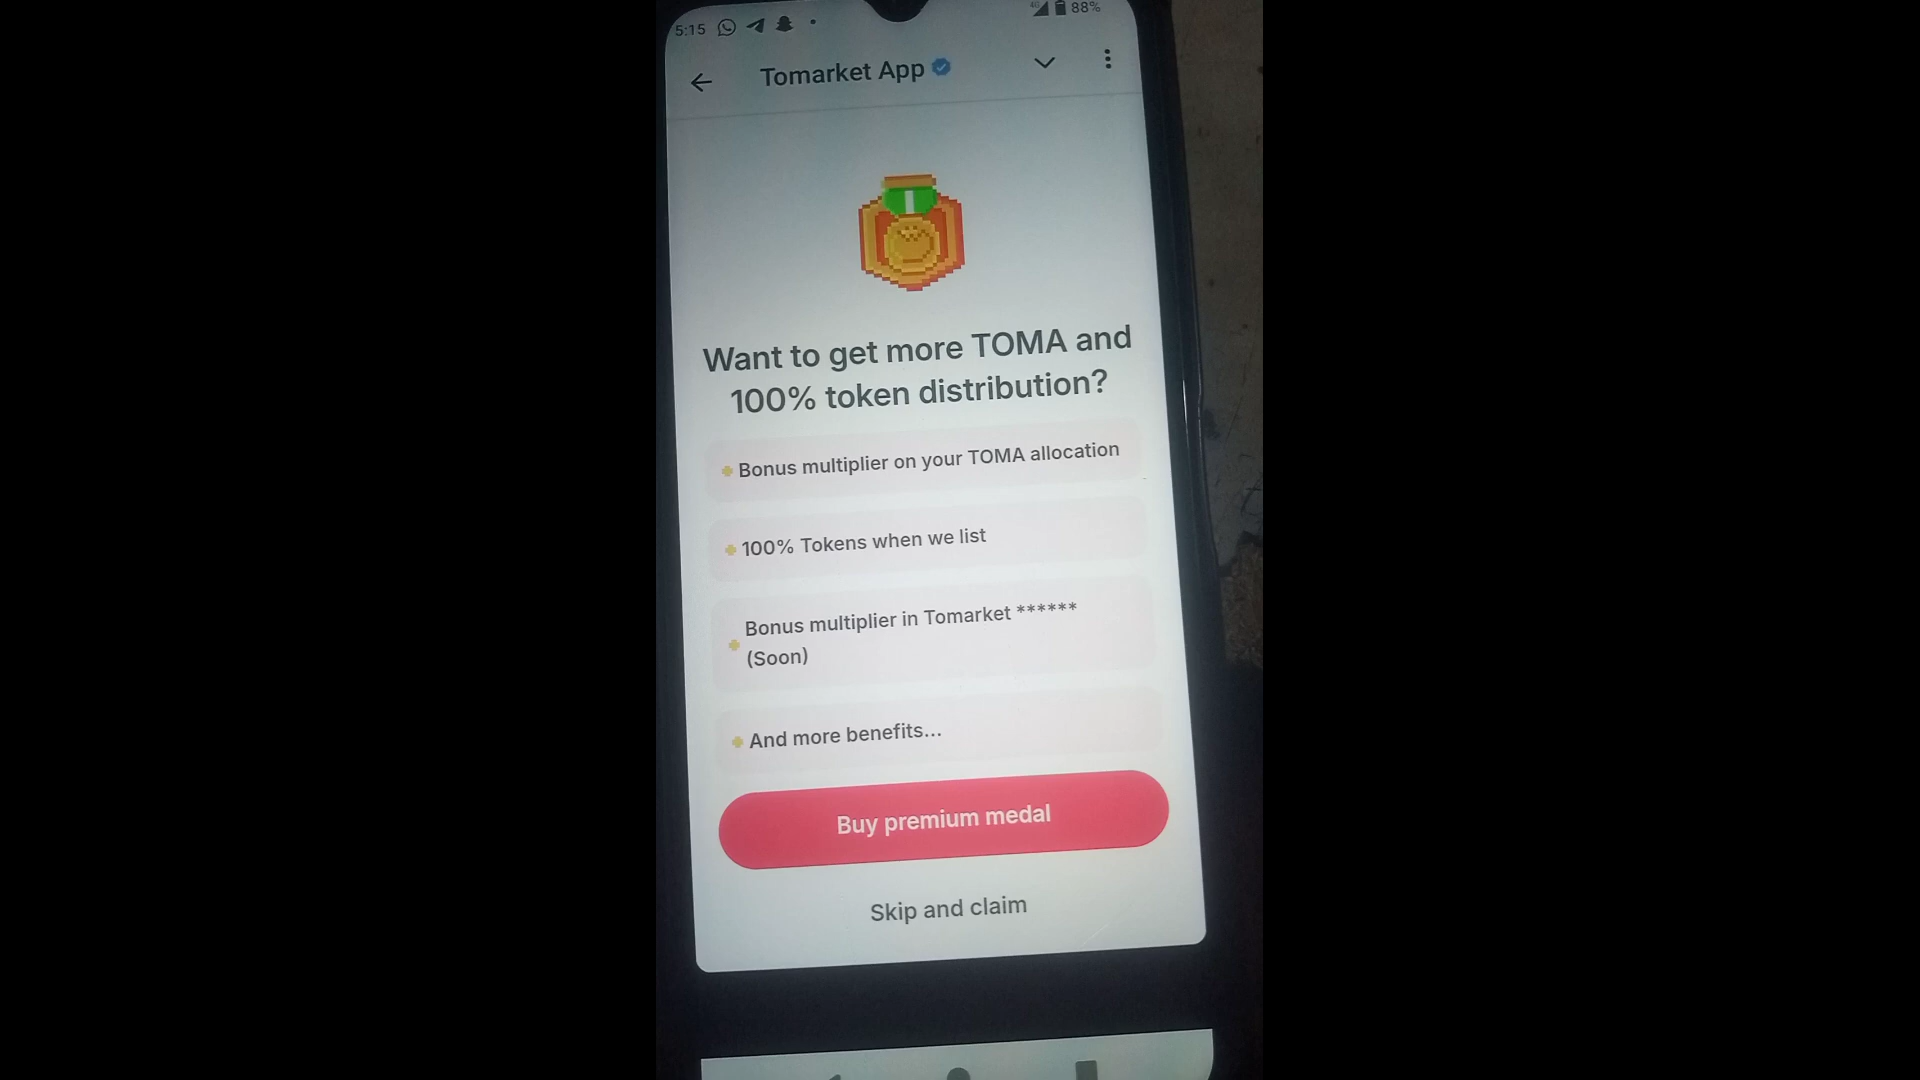 5:15
4G
88%
Tomarket App
Want to get more TOMA and
100% token distribution?
Bonus multiplier on your TOMA allocation
100% Tokens when we list
Bonus multiplier in Tomarket ******
(Soon)
And more benefits...
Buy premium medal
Skip and claim